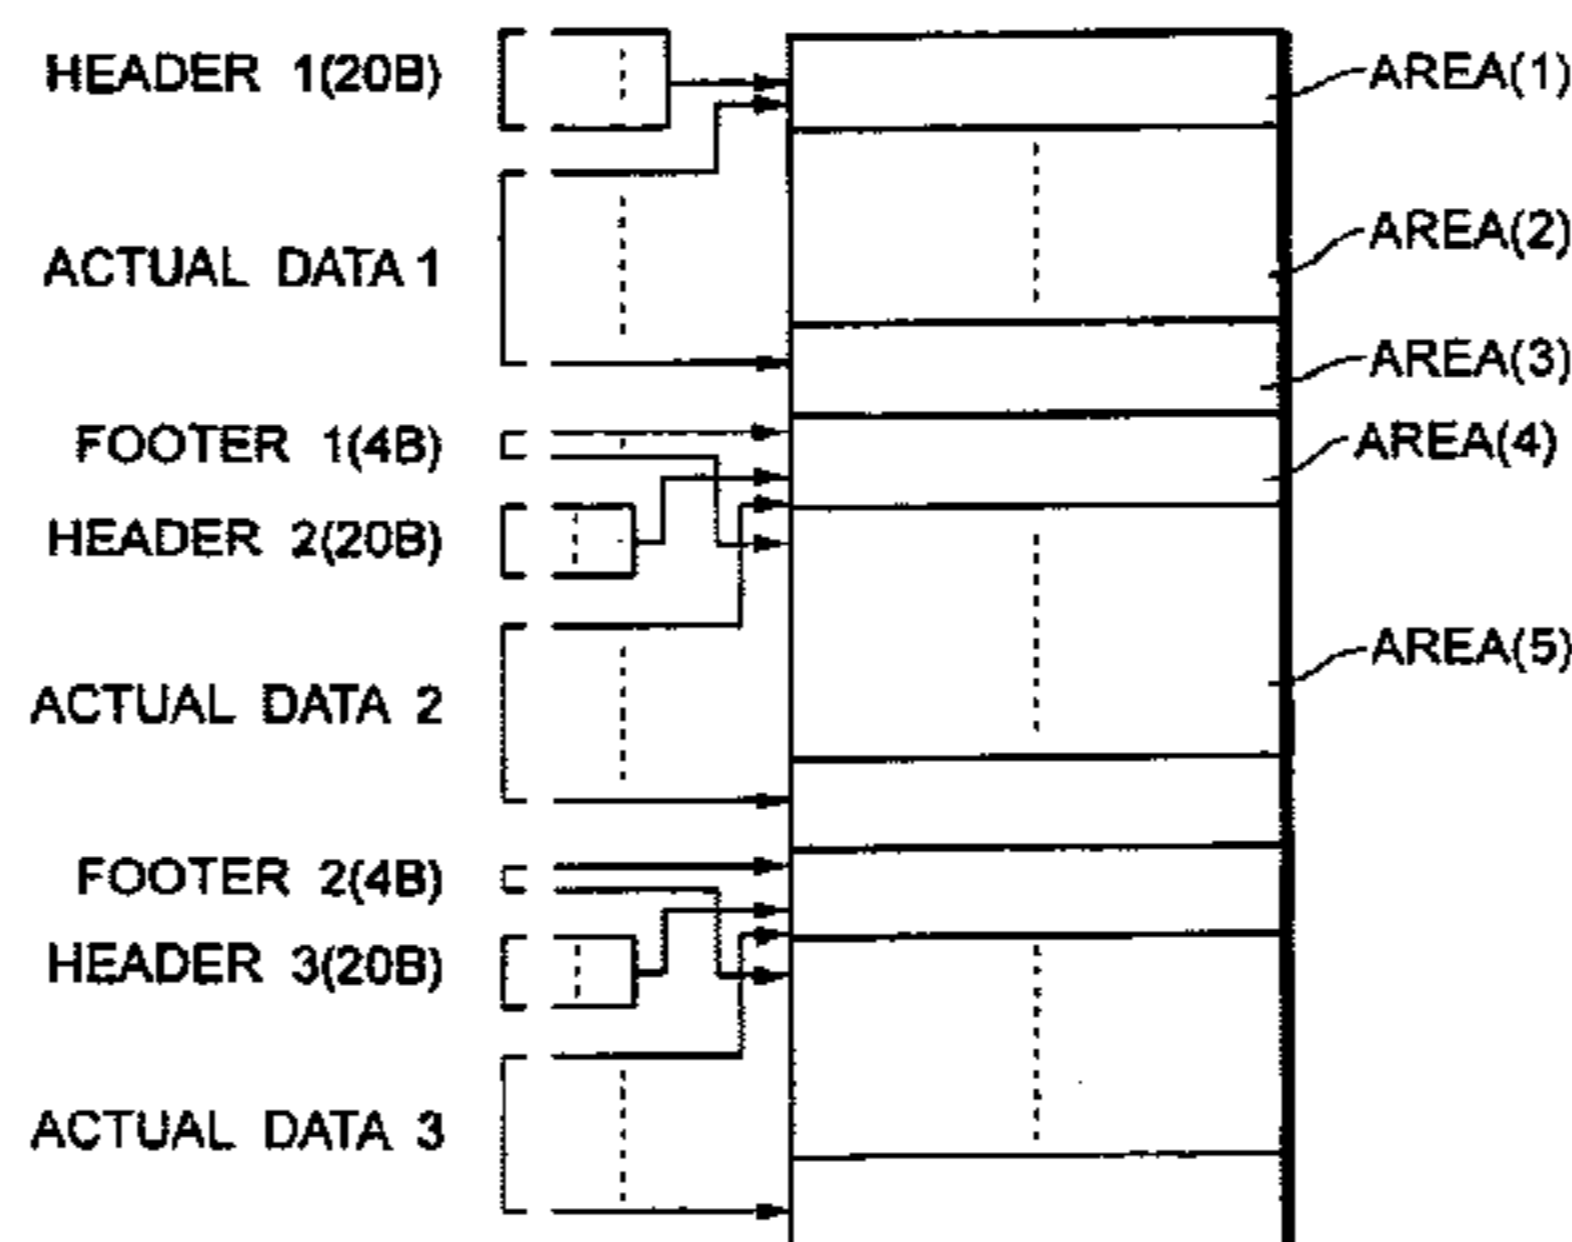 HEADER 1(20B)
AREA(1)
ACTUAL DATA 1
AREA(2)
AREA(3)
FOOTER 1(4B)
AREA(4)
HEADER 2(20B)
AREA(5)
ACTUAL DATA 2
FOOTER 2(4B)
HEADER 3(20B)
ACTUAL DATA 3